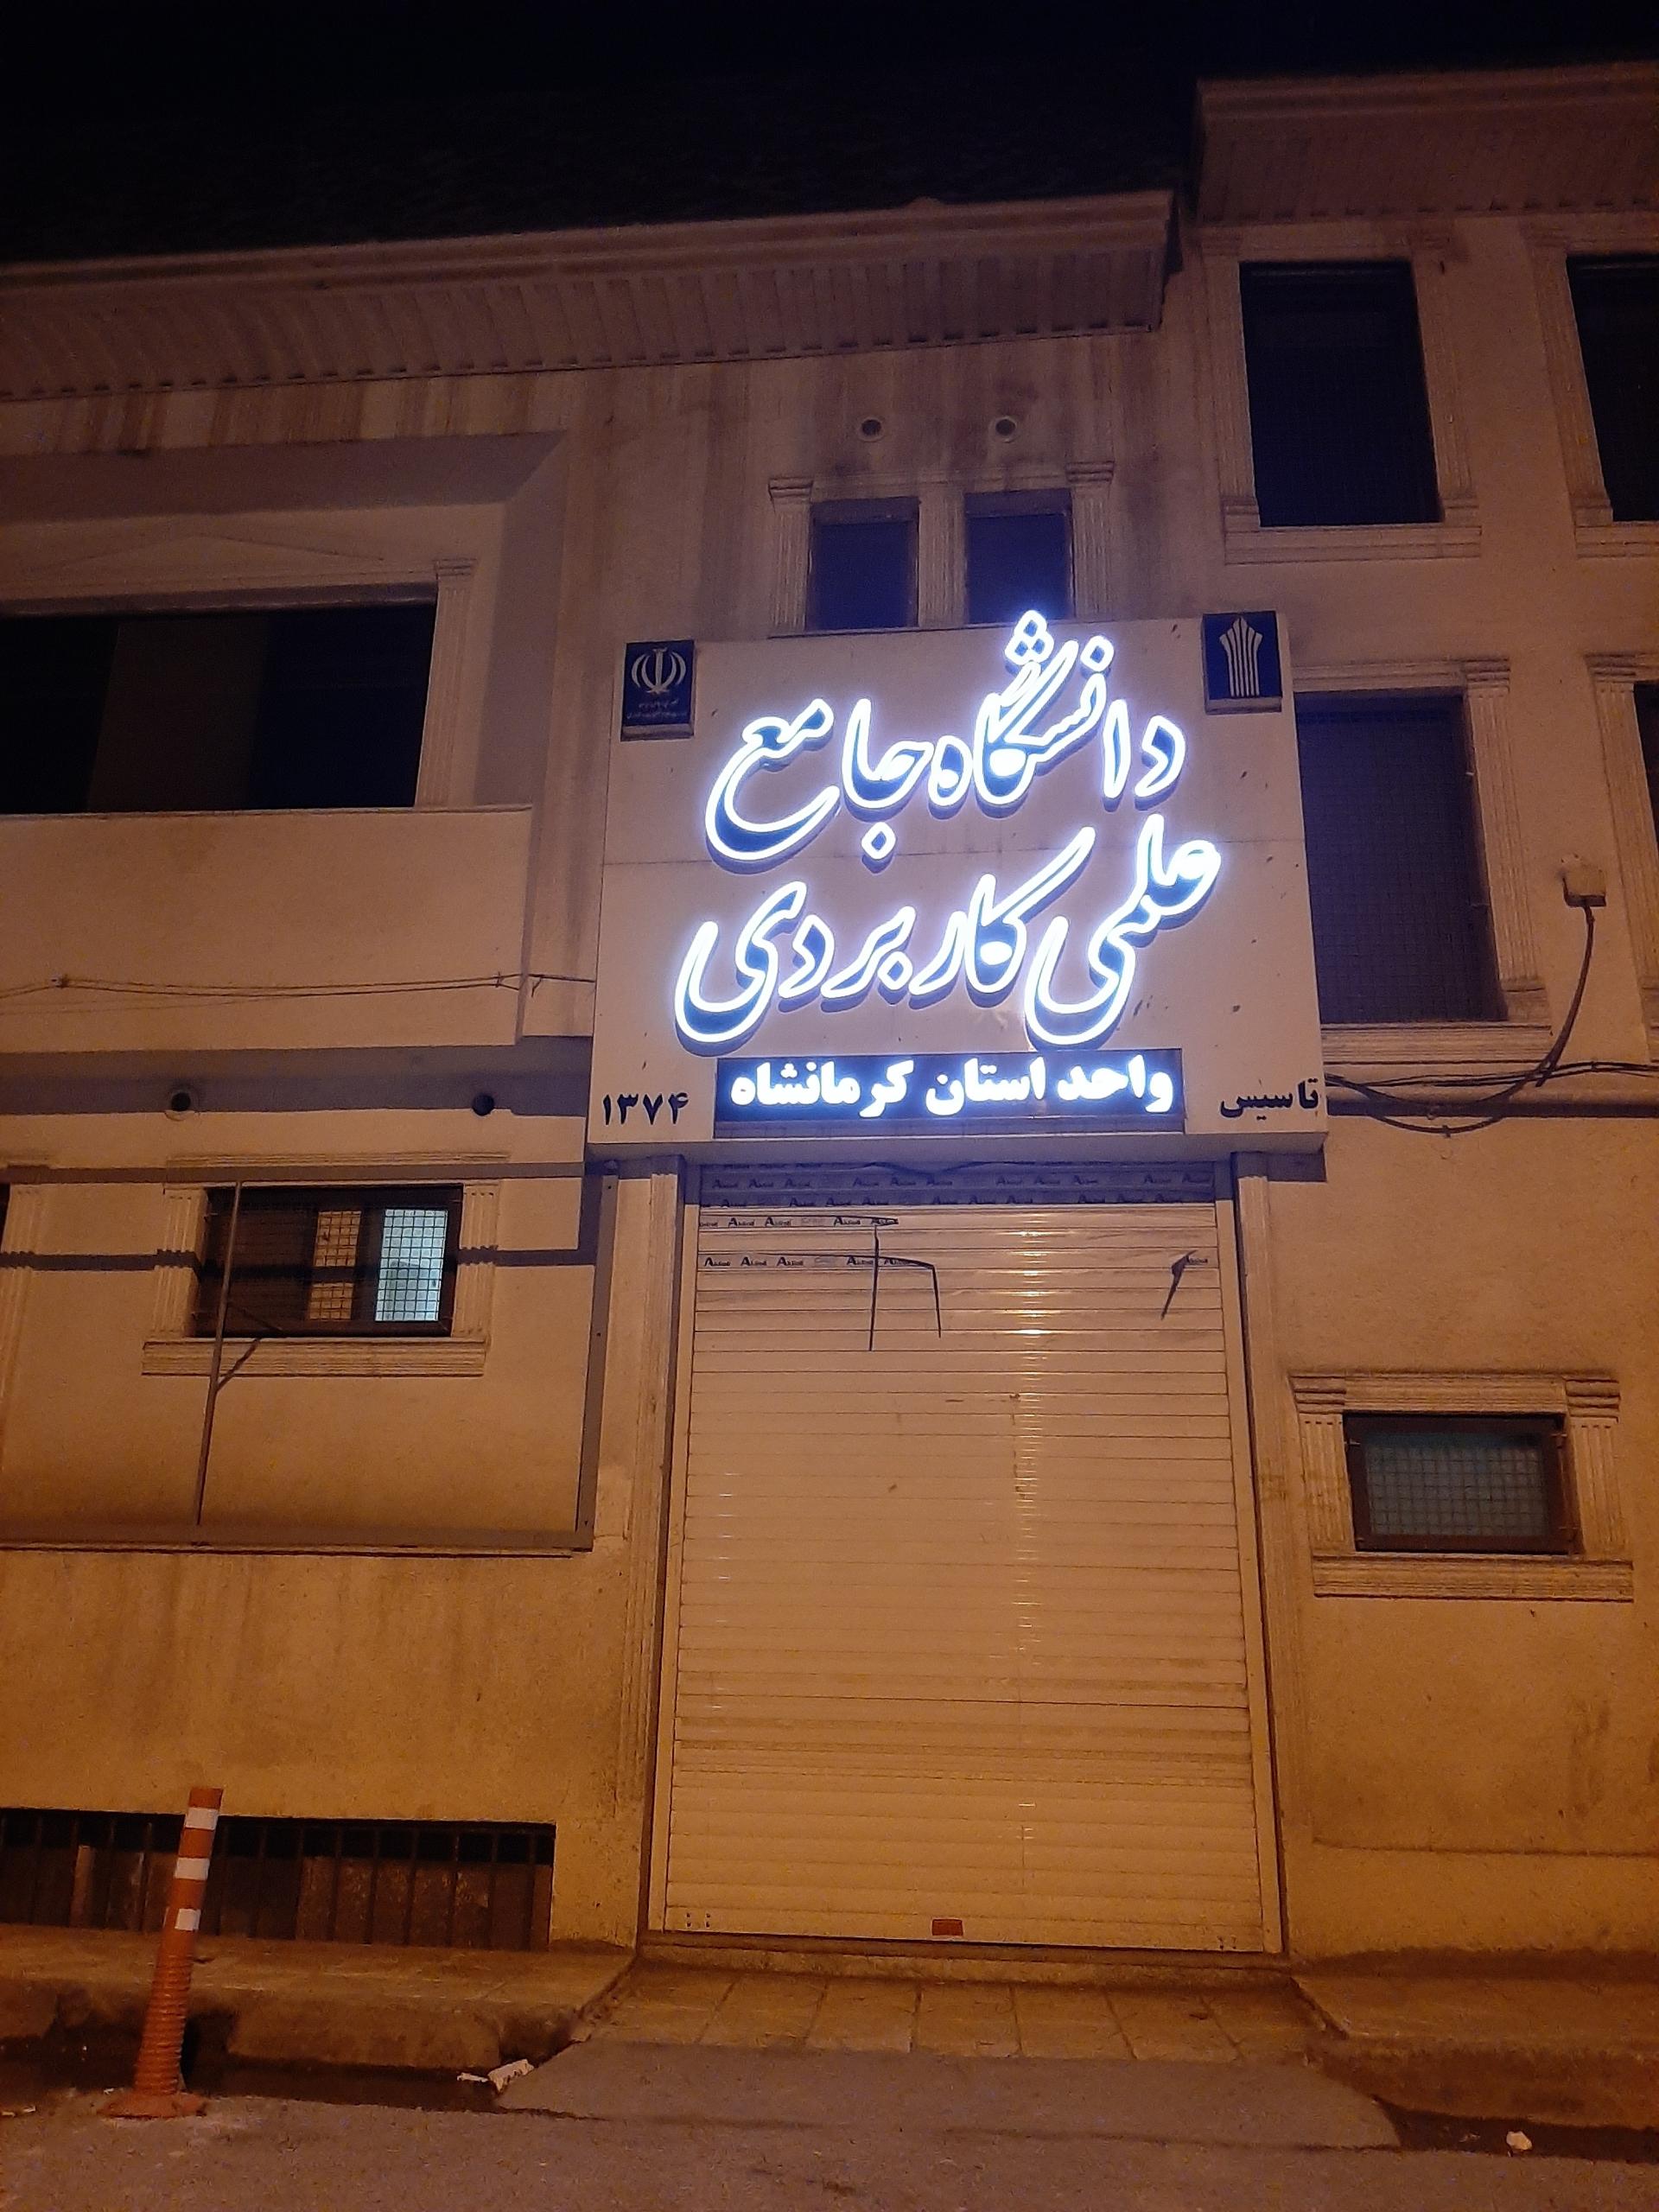 دانشگاه جامع
علمی کاربردی
واحد استان کرمانشاه
تاسیس ۱۳۷۴